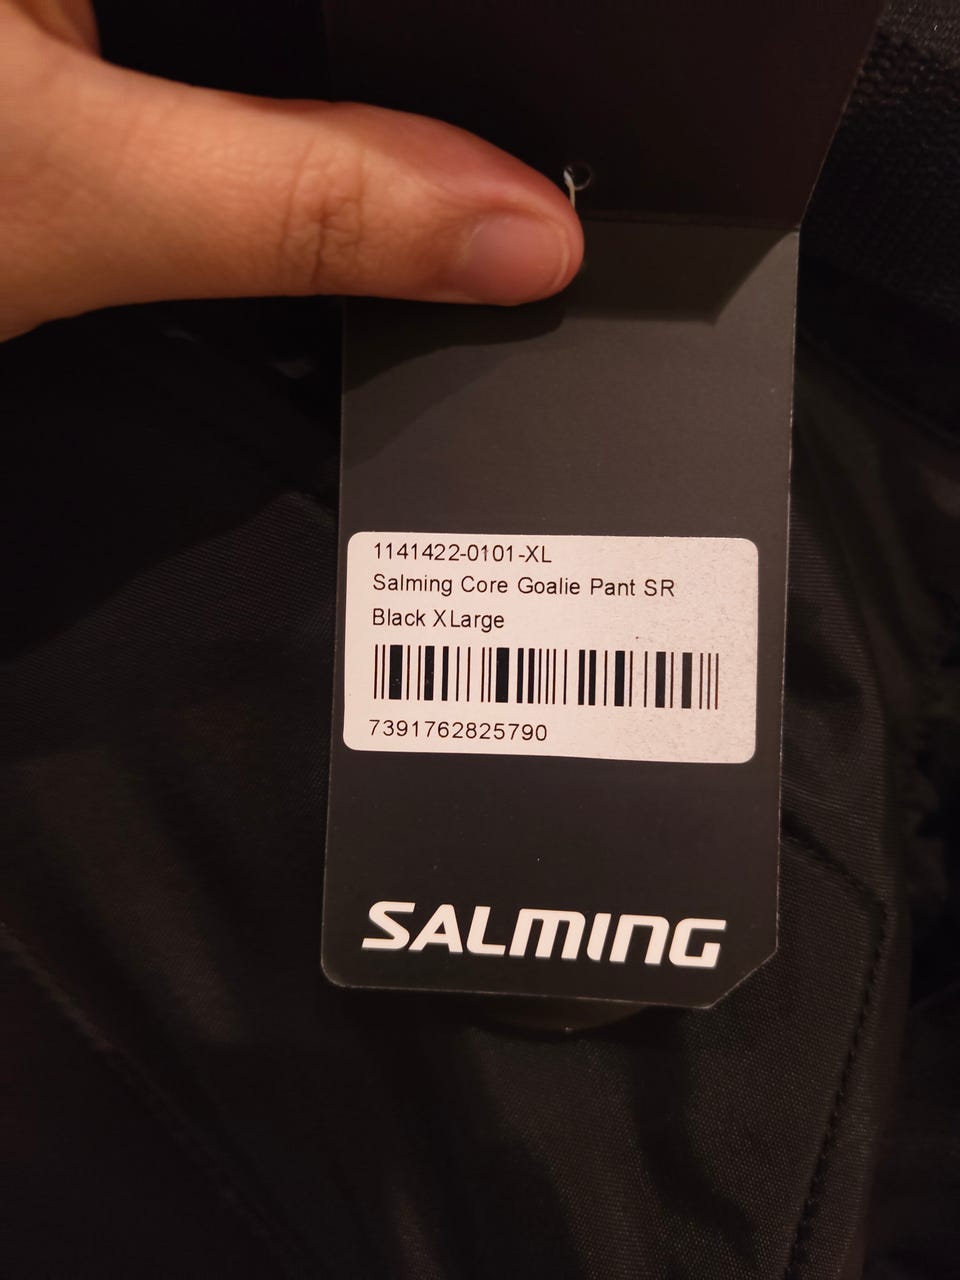 1141422-0101-XL
Salming Core Goalie Pant SR
Black XLarge
7391762825790
SALMING